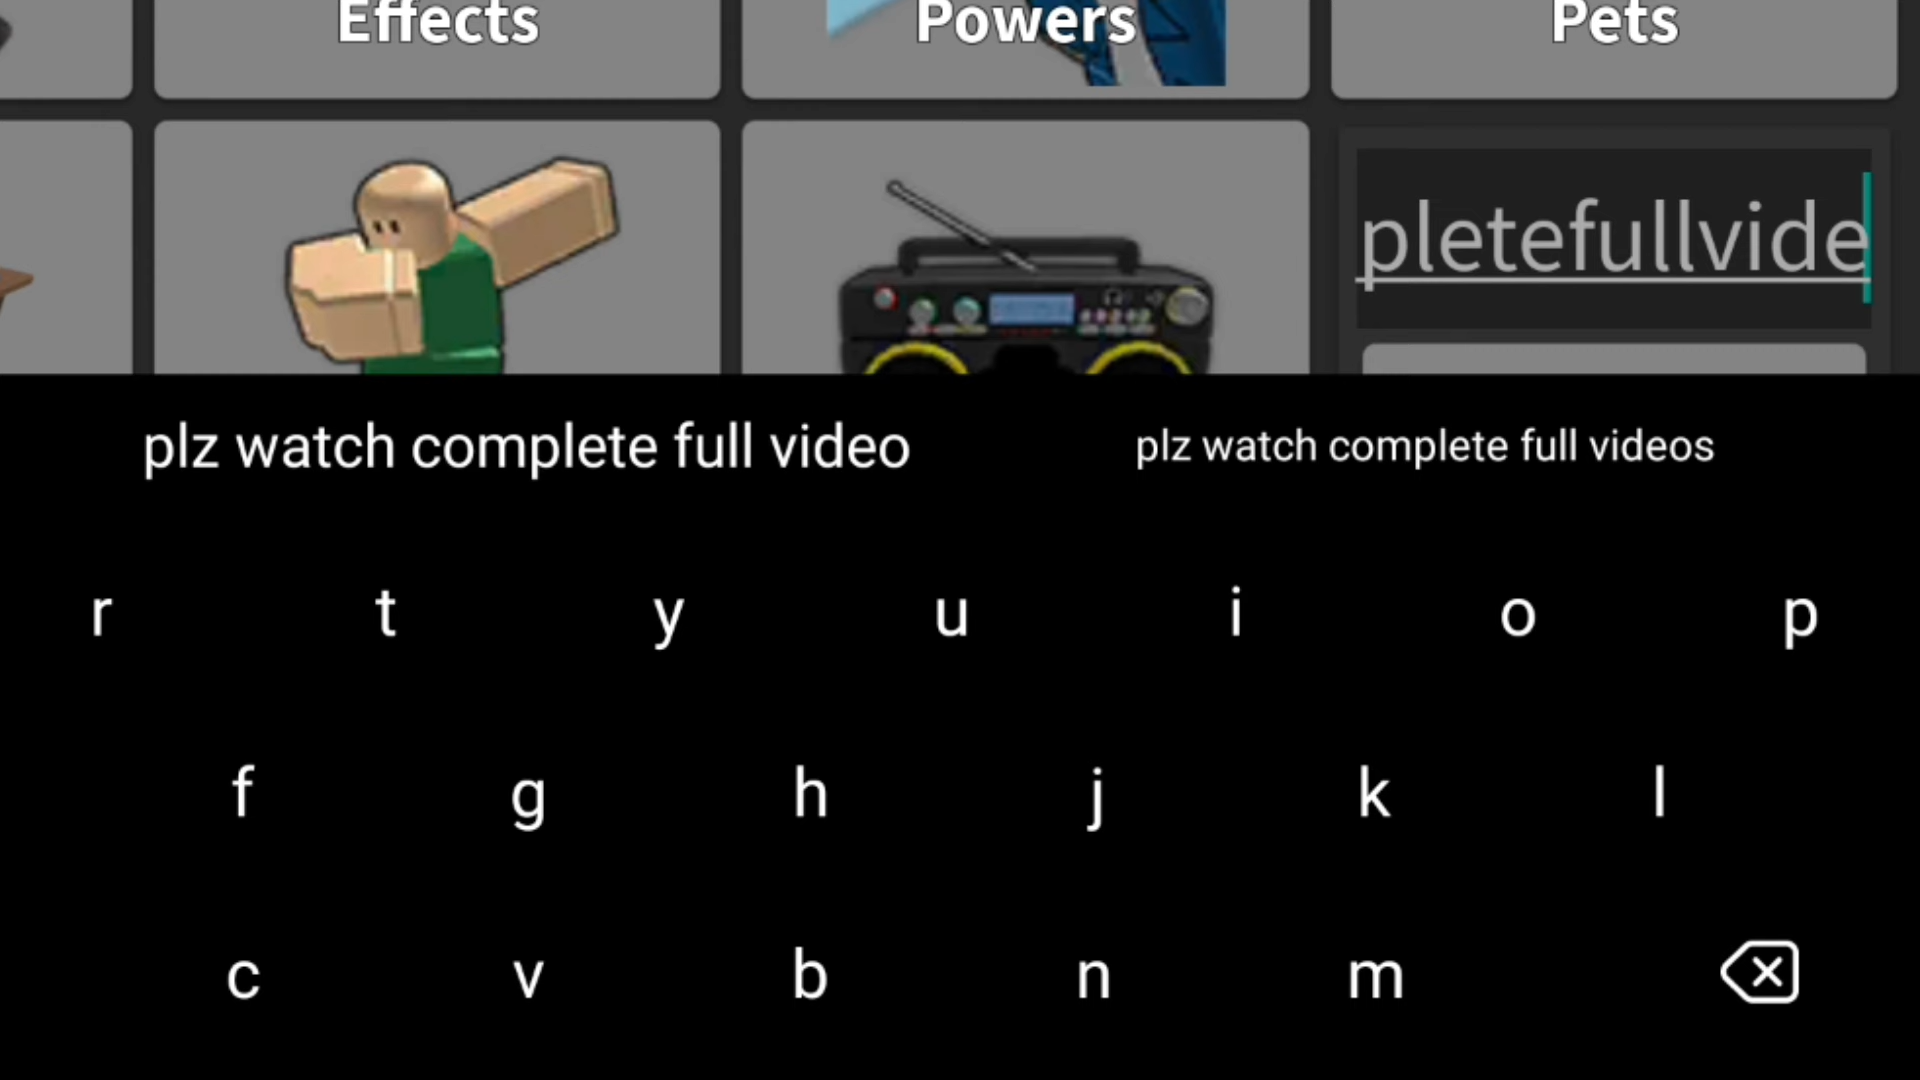 Effects
Powers
Pets
pletefullvide
plz watch complete full video
plz watch complete full videos
r t y u i o p
f g h j k l
c v b n m